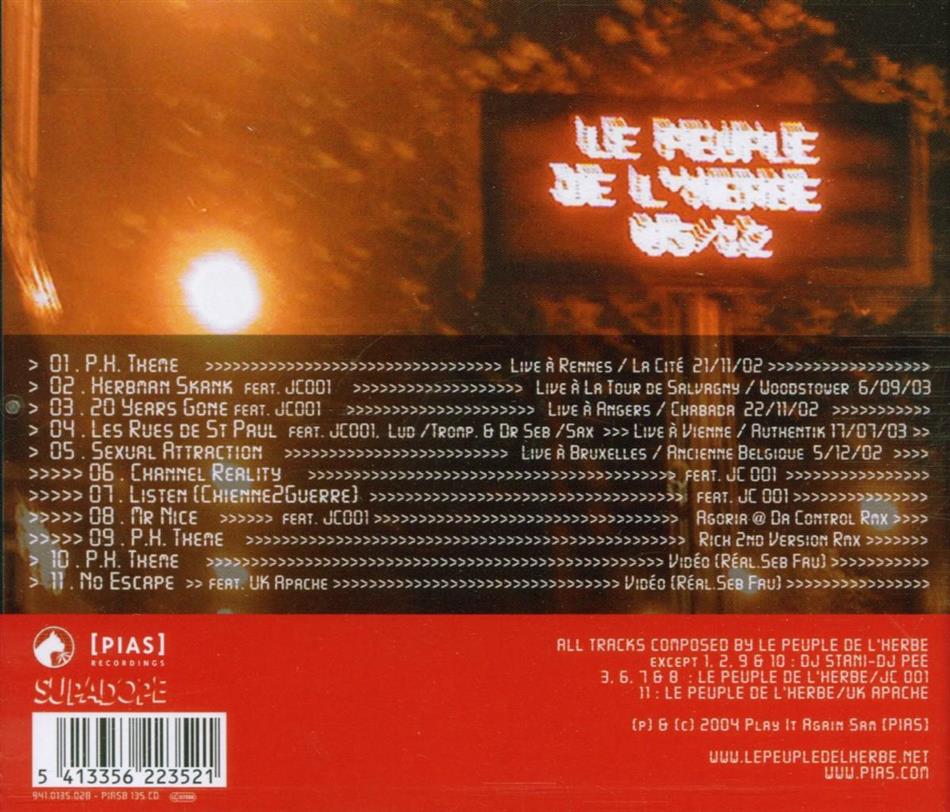 LE PEUPLE
DE L'HERBE
05/12
> 01 . P.H. Theme >>>>>>>>>>>>>>>>>>>>>>>>>>>>>>>> Live à Rennes / La Cité 21/11/02 >>>>>>>>>>>>>>>>>
> 02 . Herbman Skank feat. JC001 >>>>>>>>>>>>>>>>> Live à La Tour de Salvagny / Woodstower 6/09/03
> 03 . 20 Years Gone feat. JC001 >>>>>>>>>>>>>>>>>>>> Live à Angers / Chabada 22/11/02 >>>>>>>>>>>
> 04 . Les Rues de St Paul feat. JC001, Lud /Tromp. & Dr Seb /Sax >>> Live à Vienne / Authentik 17/07/03 >>
> 05 . Sexual Attraction >>>>>>>>>>>>>>>>>>>>>>>> Live à Bruxelles / Ancienne Belgique 5/12/02 >>>>>
>>>>>> 06 . Channel Reality >>>>>>>>>>>>>>>>>>>>>>>>>>>>>>>>>>>>>>> feat. JC 001 >>>>>>>>>>>>>>>
>>>>>> 07 . Listen (Chienne2Guerre) >>>>>>>>>>>>>>>>>>>>>>>>>>>>>>>>> feat. JC 001 >>>>>>>>>>>>>>
>>>>>> 08 . Mr Nice >>>>>> feat. JC001 >>>>>>>>>>>>>>>>>>>>>>>>>>>>>>>>> Agoria @ Da Control Rmx >>>>
>>>>>> 09 . P.H. Theme >>>>>>>>>>>>>>>>>>>>>>>>>>>>>>>>>>>>>>>>>>>>>>> Rich 2nd Version Rmx >>>>>>>
> 10 . P.H. Theme >>>>>>>>>>>>>>>>>>>>>>>>>>>>>>>>>>>>>>>>>>>>>>>>> Vidéo (Réal.Seb Fau) >>>>>>>>>>>
> 11 . No Escape >> feat. UK Apache >>>>>>>>>>>>>>>>>>>>>>>>>>>>>>> Vidéo (Réal.Seb Fau) >>>>>>>>>>>>>>>>
[PIAS]
RECORDINGS
SUPADOPE
ALL TRACKS COMPOSED BY LE PEUPLE DE L'HERBE
EXCEPT 1, 2, 9 & 10 : DJ STANI-DJ PEE
3, 6, 7 & 8 : LE PEUPLE DE L'HERBE/JC 001
11 : LE PEUPLE DE L'HERBE/UK APACHE
(P) & (C) 2004 Play It Again Sam [PIAS]
WWW.LEPEUPLEDELHERBE.NET
WWW.PIAS.COM
5 413356 223521
941.0135.028 - PIASB 135 CD